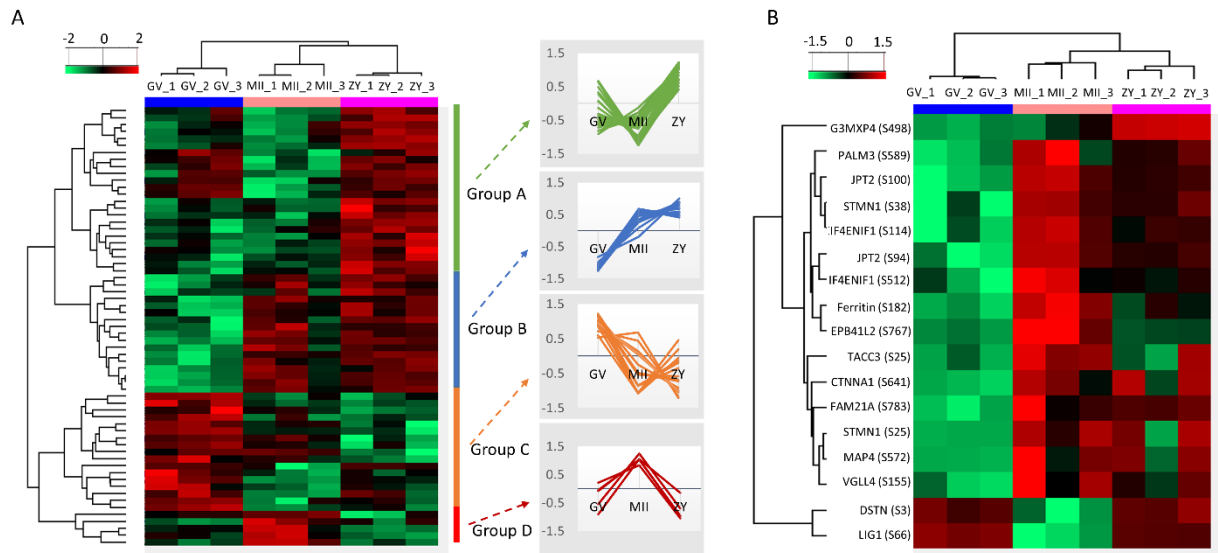 A
-2 0 2
GV_1 GV_2 GV_3 MII_1 MII_2 MII_3 ZY_1 ZY_2 ZY_3
Group A
Group B
Group C
Group D
1.5
0.5
-0.5
-1.5
GV MII ZY
1.5
0.5
-0.5
-1.5
GV MII ZY
1.5
0.5
-0.5
-1.5
GV MII ZY
1.5
0.5
-0.5
-1.5
GV MII ZY
B
-1.5 0 1.5
GV_1 GV_2 GV_3 MII_1 MII_2 MII_3 ZY_1 ZY_2 ZY_3
G3MXP4 (S498)
PALM3 (S589)
JPT2 (S100)
STMN1 (S38)
:IF4ENIF1 (S114)
JPT2 (S94)
IF4ENIF1 (S512)
Ferritin (S182)
EPB41L2 (S767)
TACC3 (S25)
CTNNA1 (S641)
FAM21A (S783)
STMN1 (S25)
MAP4 (S572)
VGLL4 (S155)
DSTN (S3)
LIG1 (S66)